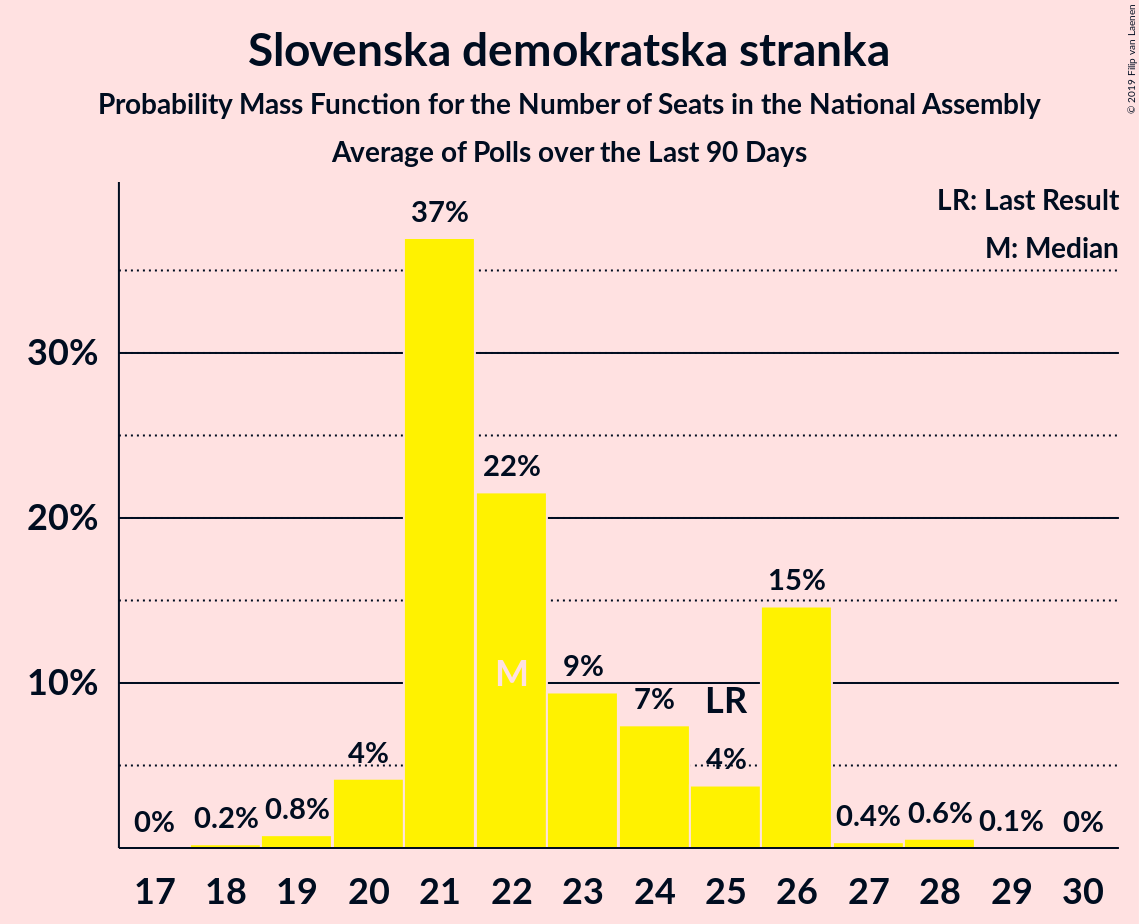 Slovenska demokratska stranka
Probability Mass Function for the Number of Seats in the National Assembly
Average of Polls over the Last 90 Days
© 2019 Filip van Laenen
LR: Last Result
M: Median
30%
20%
10%
0%
0.2%
0.8%
4%
37%
22%
M
9%
7%
LR
4%
15%
0.4%
0.6%
0.1%
0%
17 18 19 20 21 22 23 24 25 26 27 28 29 30